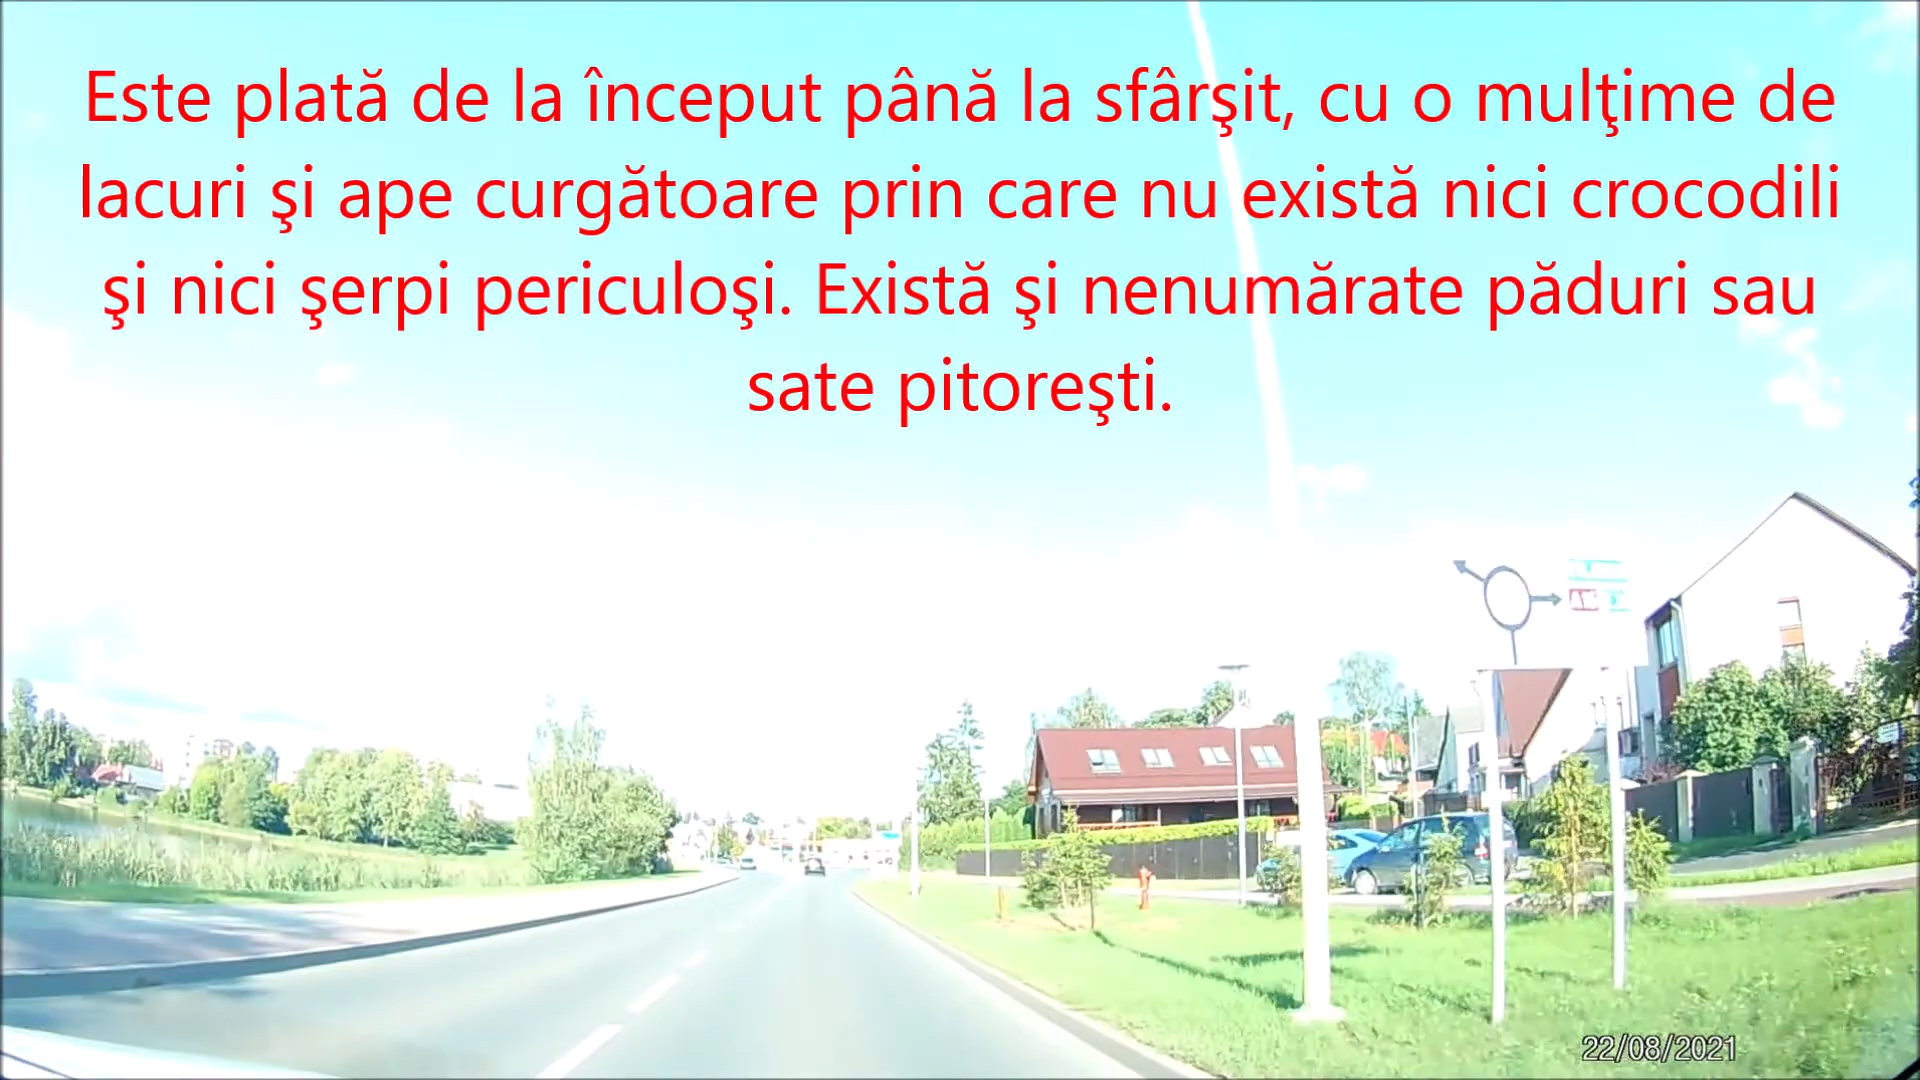 Este plată de la început până la sfârşit, cu o mulţime de
lacuri şi ape curgătoare prin care nu există nici crocodili
şi nici şerpi periculoşi. Există şi nenumărate păduri sau
sate pitoreşti.
22/08/2021